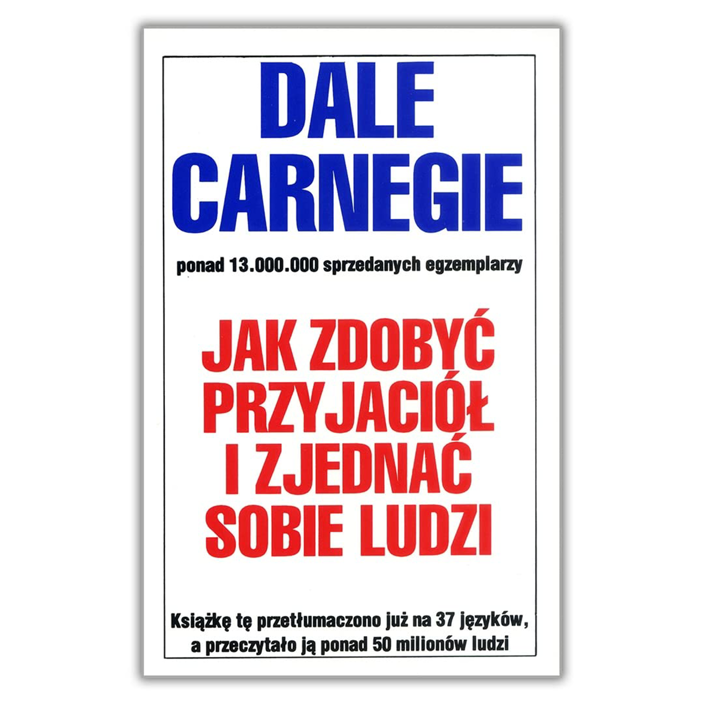 DALE
CARNEGIE
ponad 13.000.000 sprzedanych egzemplarzy
JAK ZDOBYĆ
PRZYJACIÓŁ
I ZJEDNAĆ
SOBIE LUDZI
Książkę tę przetłumaczono już na 37 języków,
a przeczytało ją ponad 50 milionów ludzi